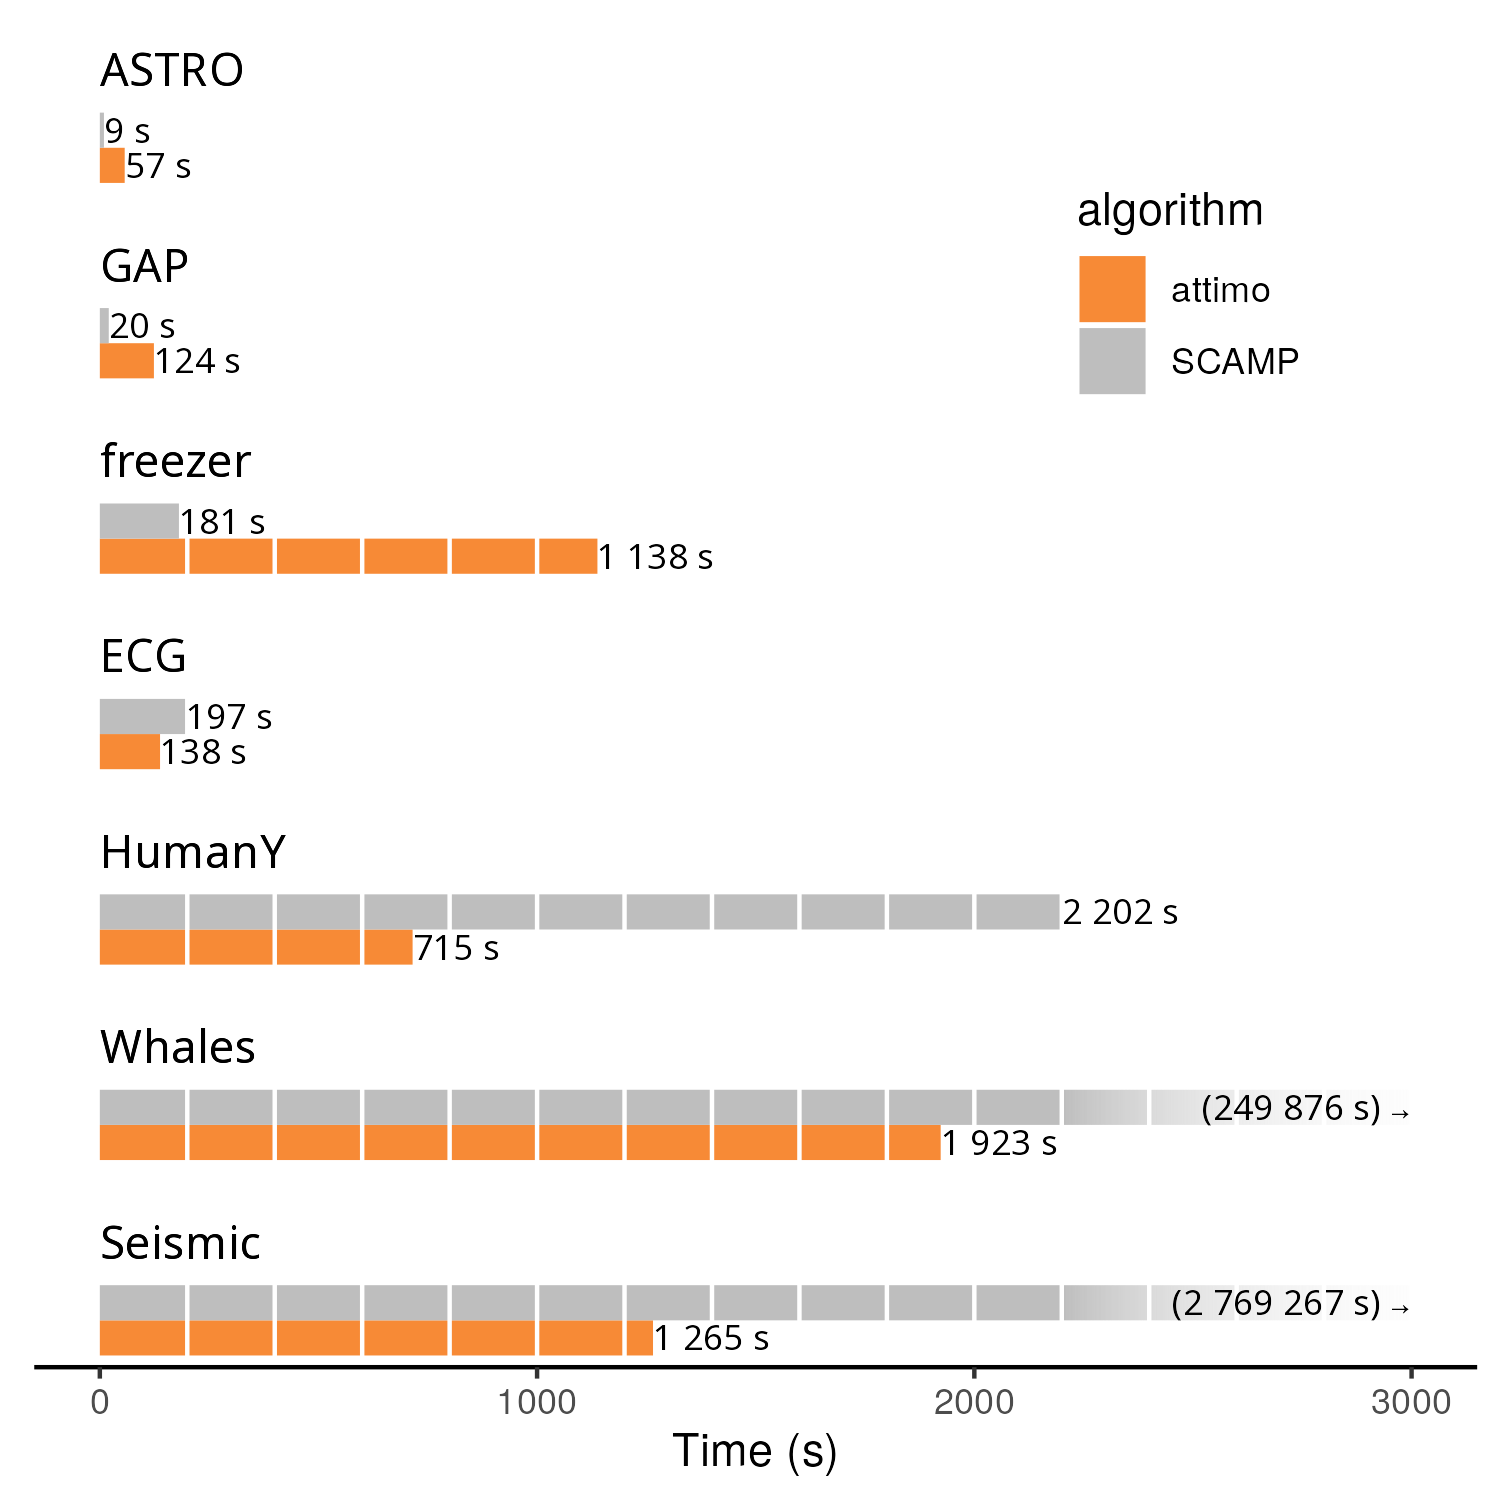 ASTRO
9 s
57 s
GAP
20 s
124 s
algorithm
attimo
SCAMP
freezer
181 s
1 138 s
ECG
197 s
138 s
HumanY
2 202 s
715 s
Whales
(249 876 s) →
1 923 s
Seismic
(2 769 267 s) →
1 265 s
0 1000 2000 3000
Time (s)